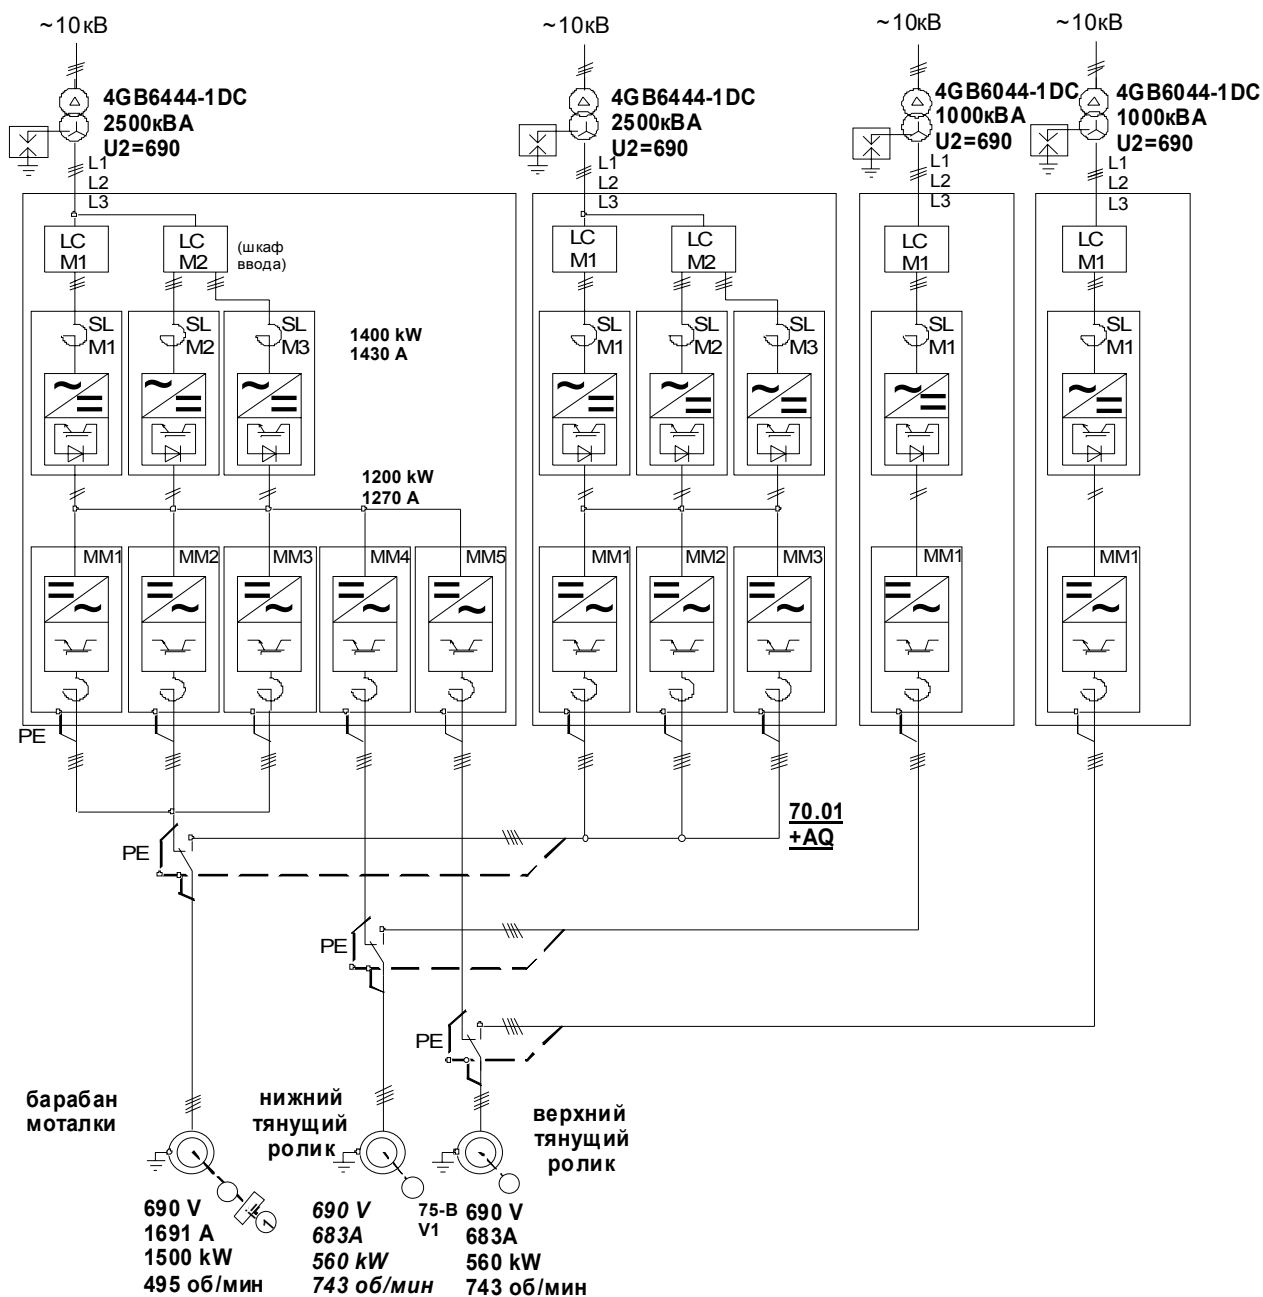 ~10кВ
~10кВ
~10кВ
~10кВ
4GB6444-1DC
2500кВА
U2=690
4GB6444-1DC
2500кВА
U2=690
4GB6044-1DC
1000кВА
U2=690
4GB6044-1DC
1000кВА
U2=690
L1
L2
L3
L1
L2
L3
L1
L2
L3
L1
L2
L3
LC
M1
LC
M2
(шкаф
ввода)
LC
M1
LC
M2
LC
M1
LC
M1
SL
M1
SL
M2
SL
M3
1400 kW
1430 A
SL
M1
SL
M2
SL
M3
SL
M1
SL
M1
1200 kW
1270 A
MM1
MM2
MM3
MM4
MM5
MM1
MM2
MM3
MM1
MM1
PE
70.01
+AQ
PE
PE
PE
барабан
моталки
нижний
тянущий
ролик
верхний
тянущий
ролик
1
690 V
1691 A
1500 kW
495 об/мин
690 V
683A
560 kW
743 об/мин
75-В
V1
690 V
683A
560 kW
743 об/мин